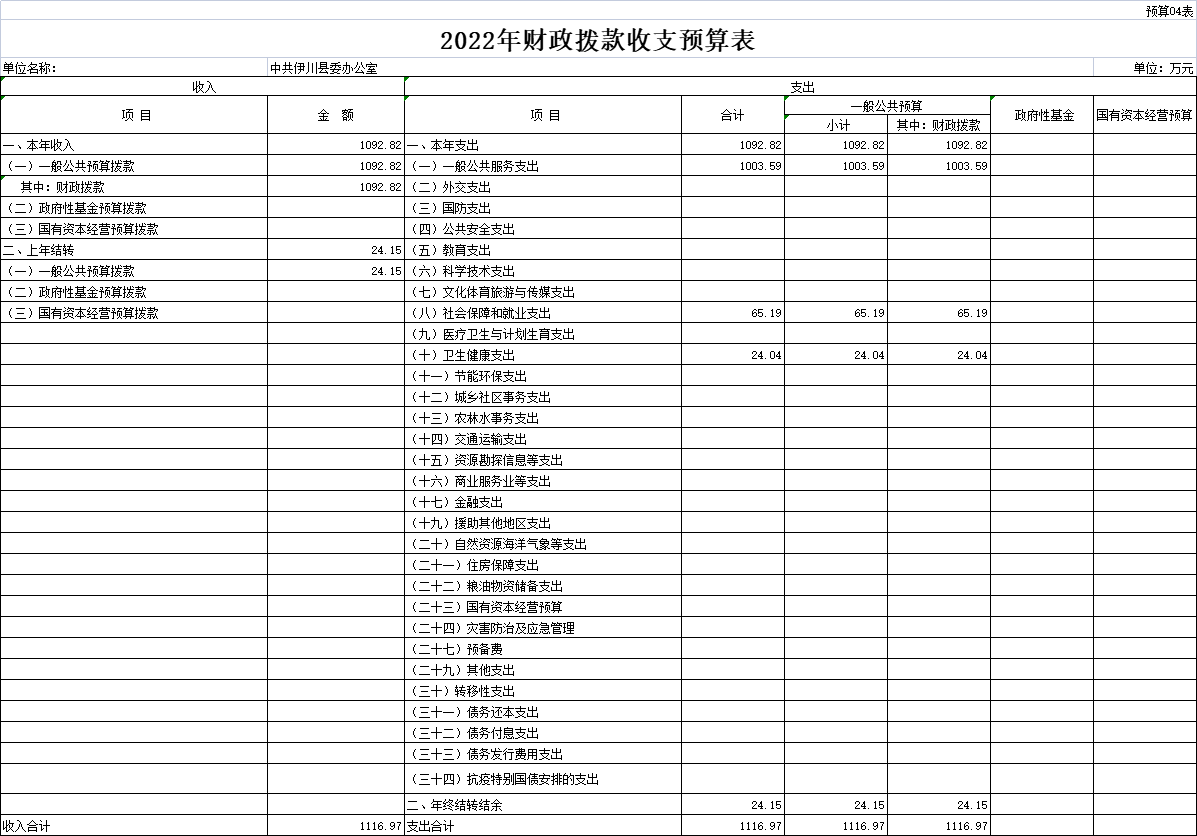 预算04表
2022年财政拨款收支预算表
单位名称: 中共伊川县委办公室 单位：万元
收入 支出
项 目 金 额 项 目 合计 一般公共预算 政府性基金 国有资本经营预算
小计 其中：财政拨款
一、本年收入 1092.82 一、本年支出 1092.82 1092.82 1092.82
（一）一般公共预算拨款 1092.82 （一）一般公共服务支出 1003.59 1003.59 1003.59
其中：财政拨款 1092.82 （二）外交支出
（二）政府性基金预算拨款 （三）国防支出
（三）国有资本经营预算拨款 （四）公共安全支出
二、上年结转 24.15 （五）教育支出
（一）一般公共预算拨款 24.15 （六）科学技术支出
（二）政府性基金预算拨款 （七）文化体育旅游与传媒支出
（三）国有资本经营预算拨款 （八）社会保障和就业支出 65.19 65.19 65.19
（九）医疗卫生与计划生育支出
（十）卫生健康支出 24.04 24.04 24.04
（十一）节能环保支出
（十二）城乡社区事务支出
（十三）农林水事务支出
（十四）交通运输支出
（十五）资源勘探信息等支出
（十六）商业服务业等支出
（十七）金融支出
（十九）援助其他地区支出
（二十）自然资源海洋气象等支出
（二十一）住房保障支出
（二十二）粮油物资储备支出
（二十三）国有资本经营预算
（二十四）灾害防治及应急管理
（二十七）预备费
（二十九）其他支出
（三十）转移性支出
（三十一）债务还本支出
（三十二）债务付息支出
（三十三）债务发行费用支出
（三十四）抗疫特别国债安排的支出
二、年终结转结余 24.15 24.15 24.15
收入合计 1116.97 支出合计 1116.97 1116.97 1116.97